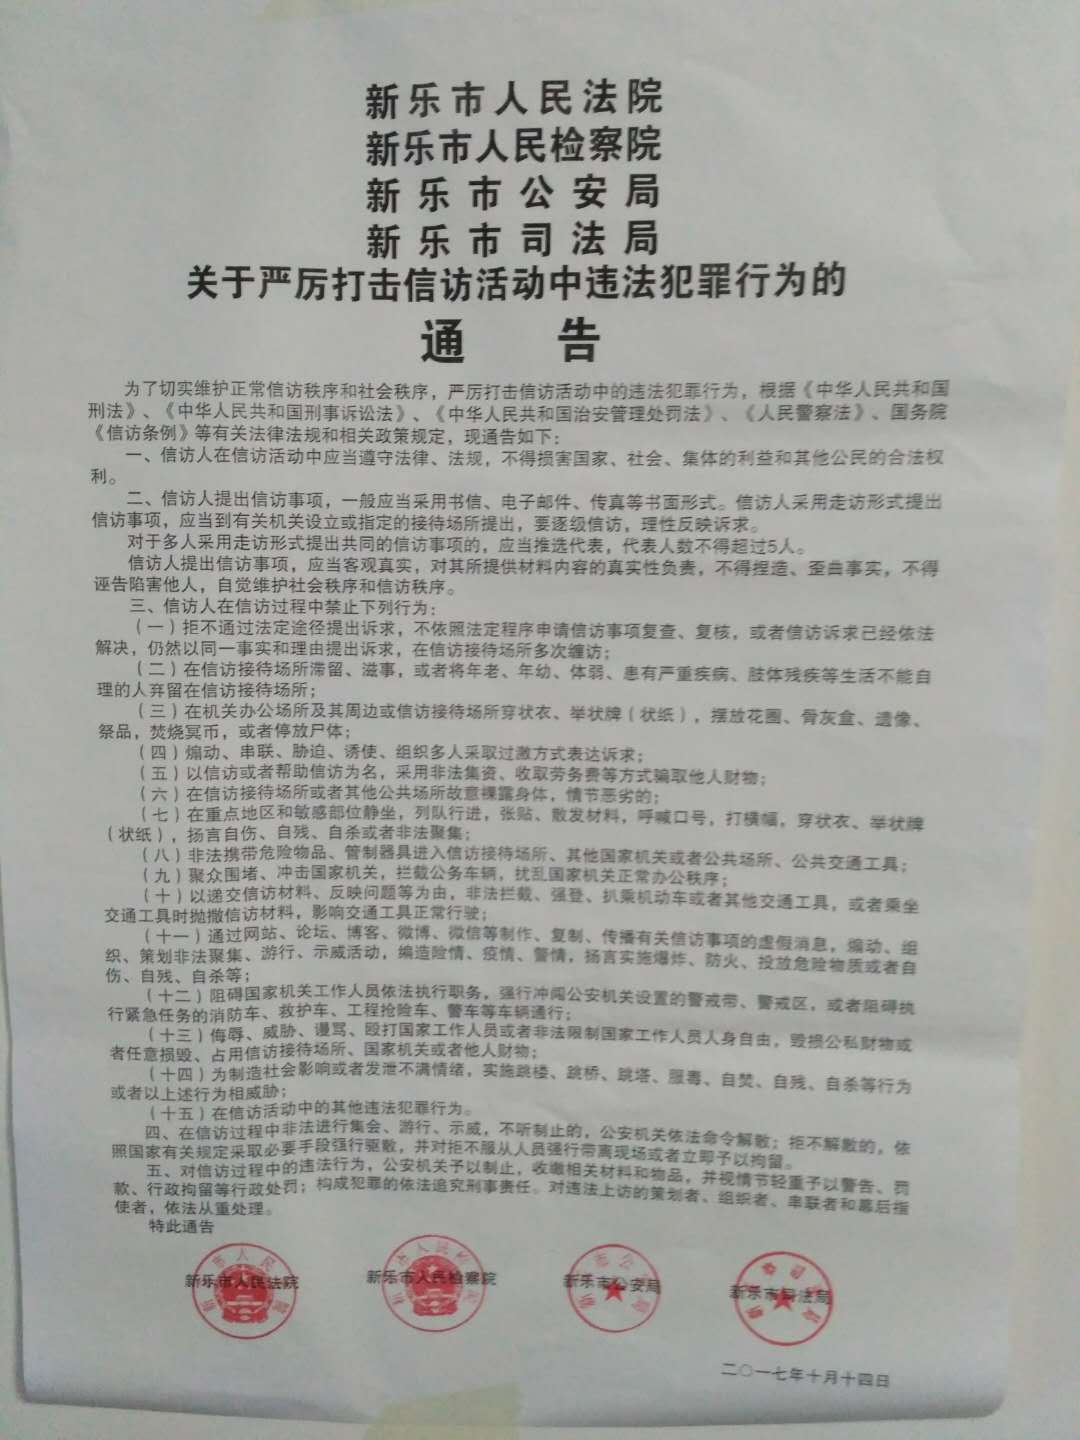 新乐市人民法院
新乐市人民检察院
新乐市公安局
新乐市司法局
关于严厉打击信访活动中违法犯罪行为的
通告
为了切实维护正常信访秩序和社会秩序，严厉打击信访活动中的违法犯罪行为，根据《中华人民共和国
刑法》、《中华人民共和国刑事诉讼法》、《中华人民共和国治安管理处罚法》、《人民警察法》、国务院
《信访条例》等有关法律法规和相关政策规定，现通告如下：
一、信访人在信访活动中应当遵守法律、法规，不得损害国家、社会、集体的利益和其他公民的合法权
利。
二、信访人提出信访事项，一般应当采用书信、电子邮件、传真等书面形式。信访人采用走访形式提出
信访事项，应当到有关机关设立或指定的接待场所提出，要逐级信访，理性反映诉求。
对于多人采用走访形式提出共同的信访事项的，应当推选代表，代表人数不得超过5人。
信访人提出信访事项，应当客观真实，对其所提供材料内容的真实性负责，不得捏造、歪曲事实，不得
诬告陷害他人，自觉维护社会秩序和信访秩序。
三、信访人在信访过程中禁止下列行为：
（一）拒不通过法定途径提出诉求，不依照法定程序申请信访事项复查、复核，或者信访诉求已经依法
解决，仍然以同一事实和理由提出诉求，在信访接待场所多次缠访；
（二）在信访接待场所滞留、滋事，或者将年老、年幼、体弱、患有严重疾病、肢体残疾等生活不能自
理的人弃留在信访接待场所；
（三）在机关办公场所及其周边或信访接待场所穿状衣、举状牌（状纸），摆放花圈、骨灰盒、遗像、
祭品，焚烧冥币，或者停放尸体；
（四）煽动、串联、胁迫、诱使、组织多人采取过激方式表达诉求；
（五）以信访或者帮助信访为名，采用非法集资、收取劳务费等方式骗取他人财物；
（六）在信访接待场所或者其他公共场所故意裸露身体，情节恶劣的；
（七）在重点地区和敏感部位静坐，列队行进，张贴、散发材料，呼喊口号，打横幅，穿状衣、举状牌
（状纸），扬言自伤、自残、自杀或者非法聚集；
（八）非法携带危险物品、管制器具进入信访接待场所、其他国家机关或者公共场所、公共交通工具；
（九）聚众围堵、冲击国家机关，拦截公务车辆，扰乱国家机关正常办公秩序；
（十）以递交信访材料、反映问题等为由，非法拦截、强登、扒乘机动车或者其他交通工具，或者乘坐
交通工具时抛撒信访材料，影响交通工具正常行驶；
（十一）通过网站、论坛、博客、微博、微信等制作、复制、传播有关信访事项的虚假消息，煽动、组
织、策划非法聚集、游行、示威活动，编造险情、疫情、警情，扬言实施爆炸、防火、投放危险物质或者自
伤、自残、自杀等；
（十二）阻碍国家机关工作人员依法执行职务，强行冲闯公安机关设置的警戒带、警戒区，或者阻碍执
行紧急任务的消防车、救护车、工程抢险车、警车等车辆通行；
（十三）侮辱、威胁、谩骂、殴打国家工作人员或者非法限制国家工作人员人身自由，毁损公私财物或
者任意损毁、占用信访接待场所、国家机关或者他人财物；
（十四）为制造社会影响或者发泄不满情绪，实施跳楼、跳桥、跳塔、服毒、自焚、自残、自杀等行为
或者以上述行为相威胁；
（十五）在信访活动中的其他违法犯罪行为。
四、在信访过程中非法进行集会、游行、示威，不听制止的，公安机关依法命令解散；拒不解散的，依
照国家有关规定采取必要手段强行驱散，并对拒不服从人员强行带离现场或者立即予以拘留。
五、对信访过程中的违法行为，公安机关予以制止，收缴相关材料和物品，并视情节轻重予以警告、罚
款、行政拘留等行政处罚；构成犯罪的依法追究刑事责任。对违法上访的策划者、组织者、串联者和幕后指
使者，依法从重处理。
特此通告
新乐市人民法院 新乐市人民检察院 新乐市公安局 新乐市司法局
二〇一七年十月十四日